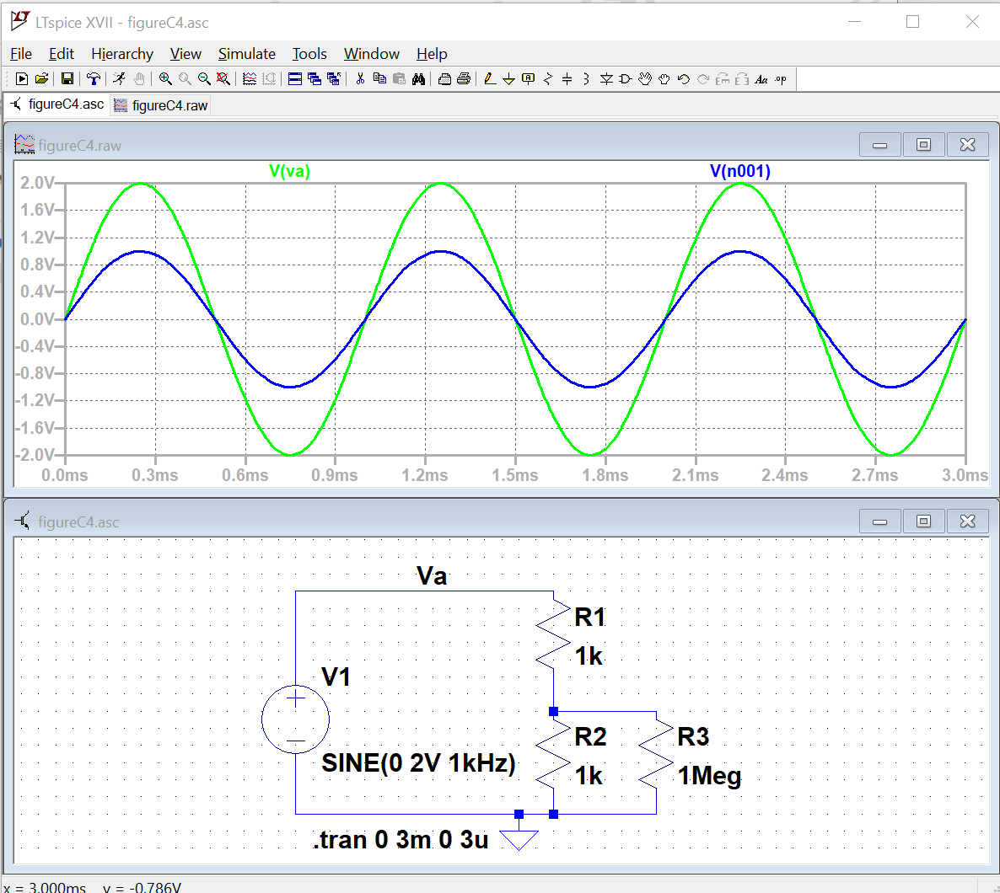 LTspice XVII - figureC4.asc
File Edit Hierarchy View Simulate Tools Window Help
Aa .op
figureC4.asc figureC4.raw
figureC4.raw
V(va) V(n001)
2.0V
1.6V
1.2V
0.8V
0.4V
0.0V
-0.4V
-0.8V
-1.2V
-1.6V
-2.0V
0.0ms 0.3ms 0.6ms 0.9ms 1.2ms 1.5ms 1.8ms 2.1ms 2.4ms 2.7ms 3.0ms
figureC4.asc
Va
R1
1k
V1
R2 R3
SINE(0 2V 1kHz) 1k 1Meg
.tran 0 3m 0 3u
x = 3.000ms y = -0.786V